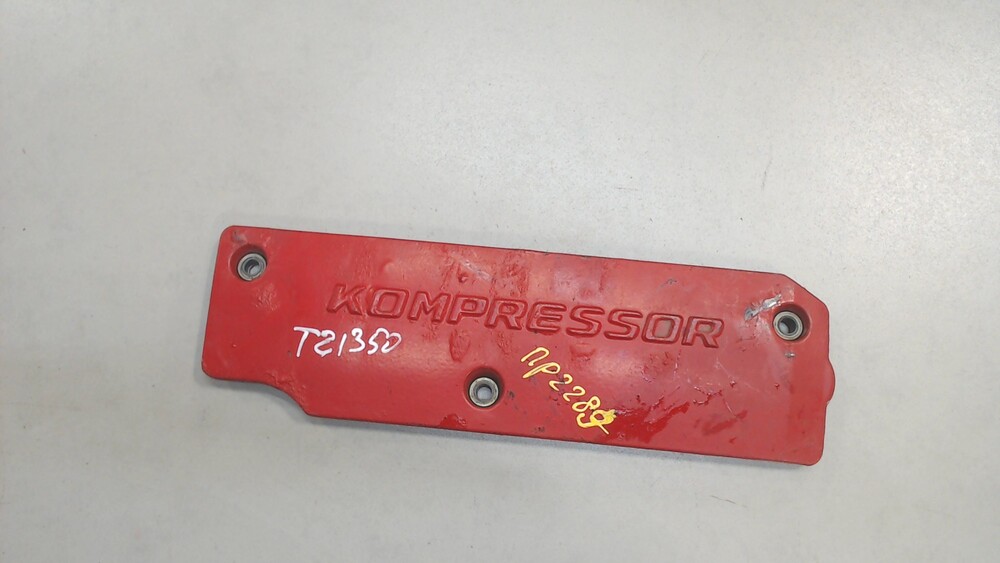 KOMPRESSOR
T21350
ПР2289